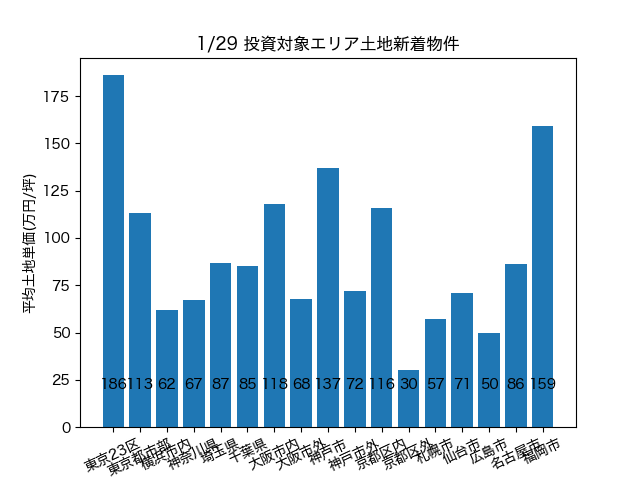 1/29 投資対象エリア土地新着物件
平均土地単価(万円/坪)
175
150
125
100
75
50
25
0
186 113 62 67 87 85 118 68 137 72 116 30 57 71 50 86 159
東京23区
東京都市部
横浜市内
神奈川県
埼玉県
千葉県
大阪市内
大阪市外
神戸市
神戸市外
京都区内
京都区外
札幌市
仙台市
広島市
名古屋市
福岡市